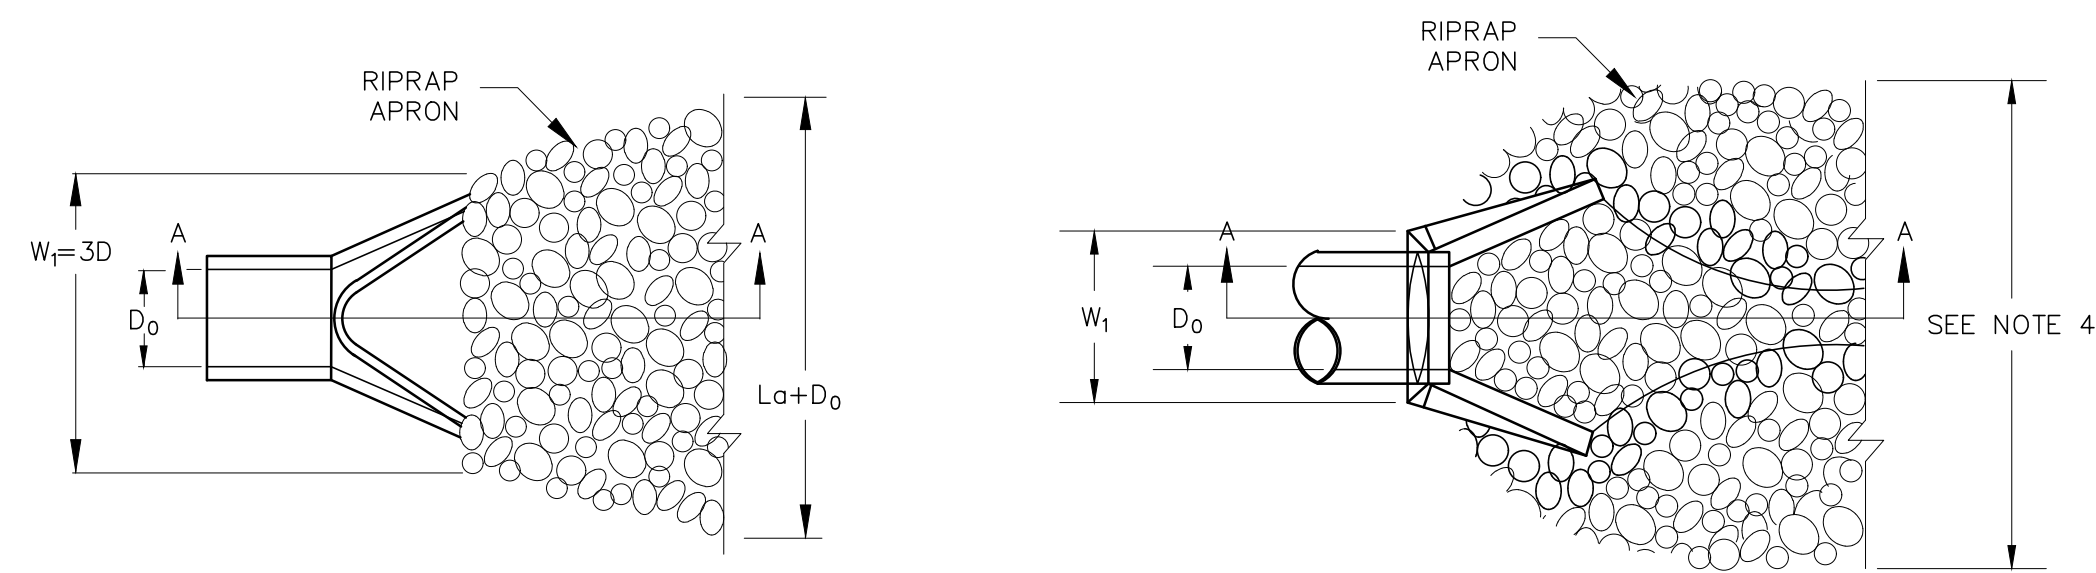 RIPRAP
APRON
W₁=3D
A
A
D₀
La+D₀
RIPRAP
APRON
A
A
W₁
D₀
SEE NOTE 4